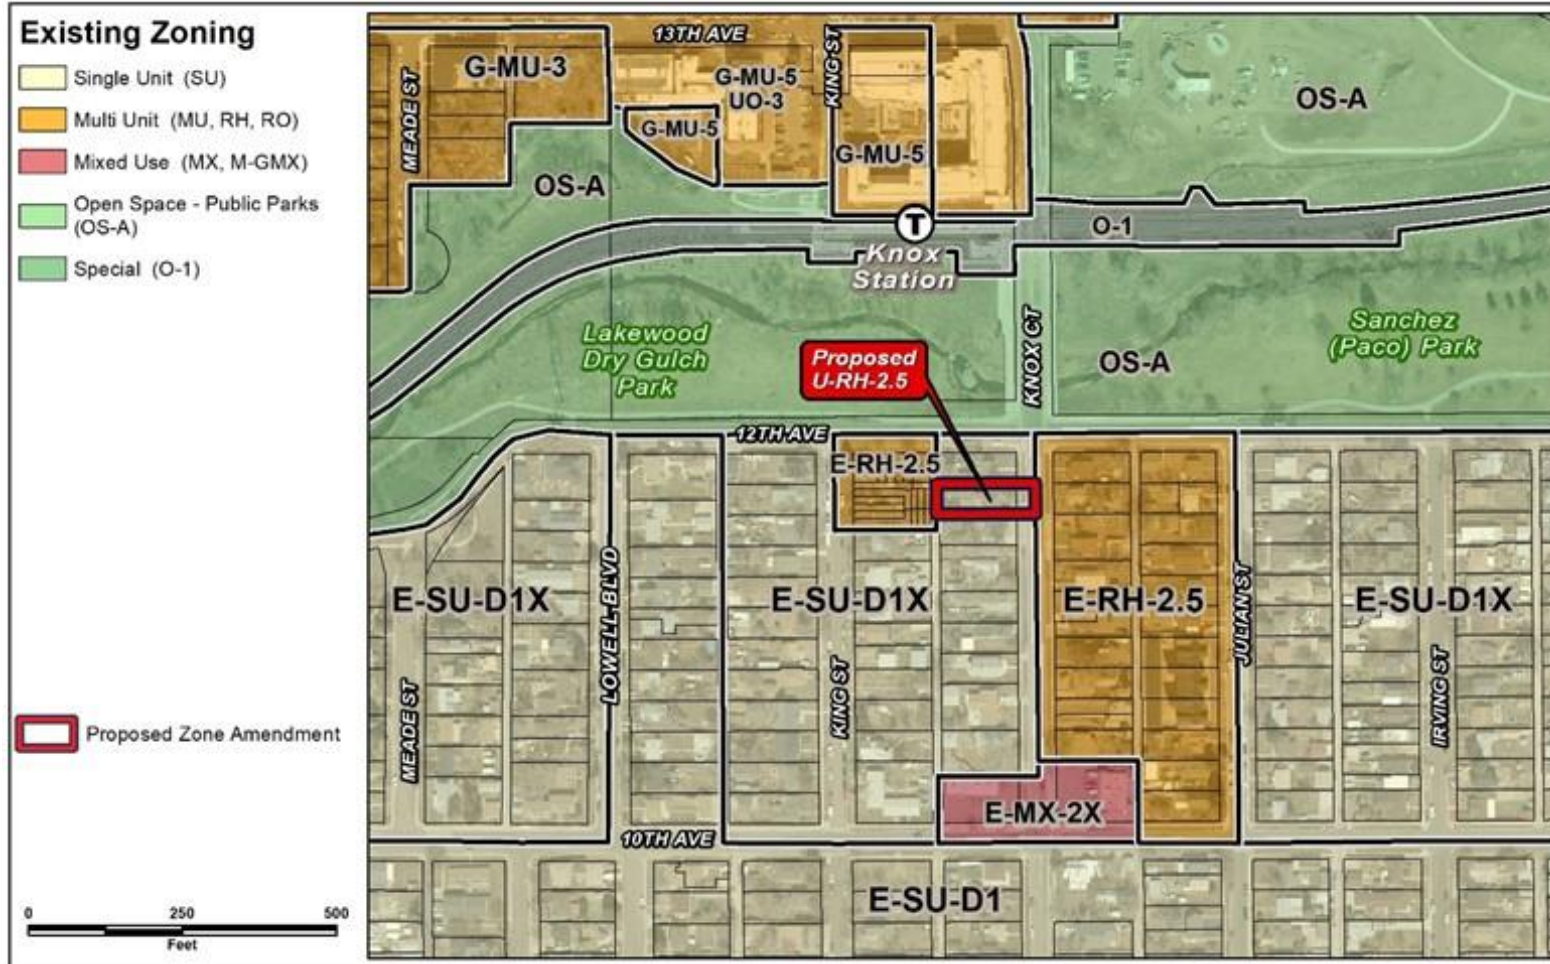 Existing Zoning
Single Unit (SU)
Multi Unit (MU, RH, RO)
Mixed Use (MX, M-GMX)
Open Space - Public Parks
(OS-A)
Special (O-1)
Proposed Zone Amendment
0 250 500
Feet
13TH AVE
KING ST
MEADE ST
G-MU-3
G-MU-5
UO-3
G-MU-5
G-MU-5
OS-A
OS-A
T
O-1
Knox
Station
Lakewood
Dry Gulch
Park
Proposed
U-RH-2.5
KNOX CT
OS-A
Sanchez
(Paco) Park
12TH AVE
E-RH-2.5
LOWELL BLVD
E-SU-D1X
E-SU-D1X
E-RH-2.5
JULIAN ST
E-SU-D1X
MEADE ST
KING ST
IRVING ST
E-MX-2X
10TH AVE
E-SU-D1